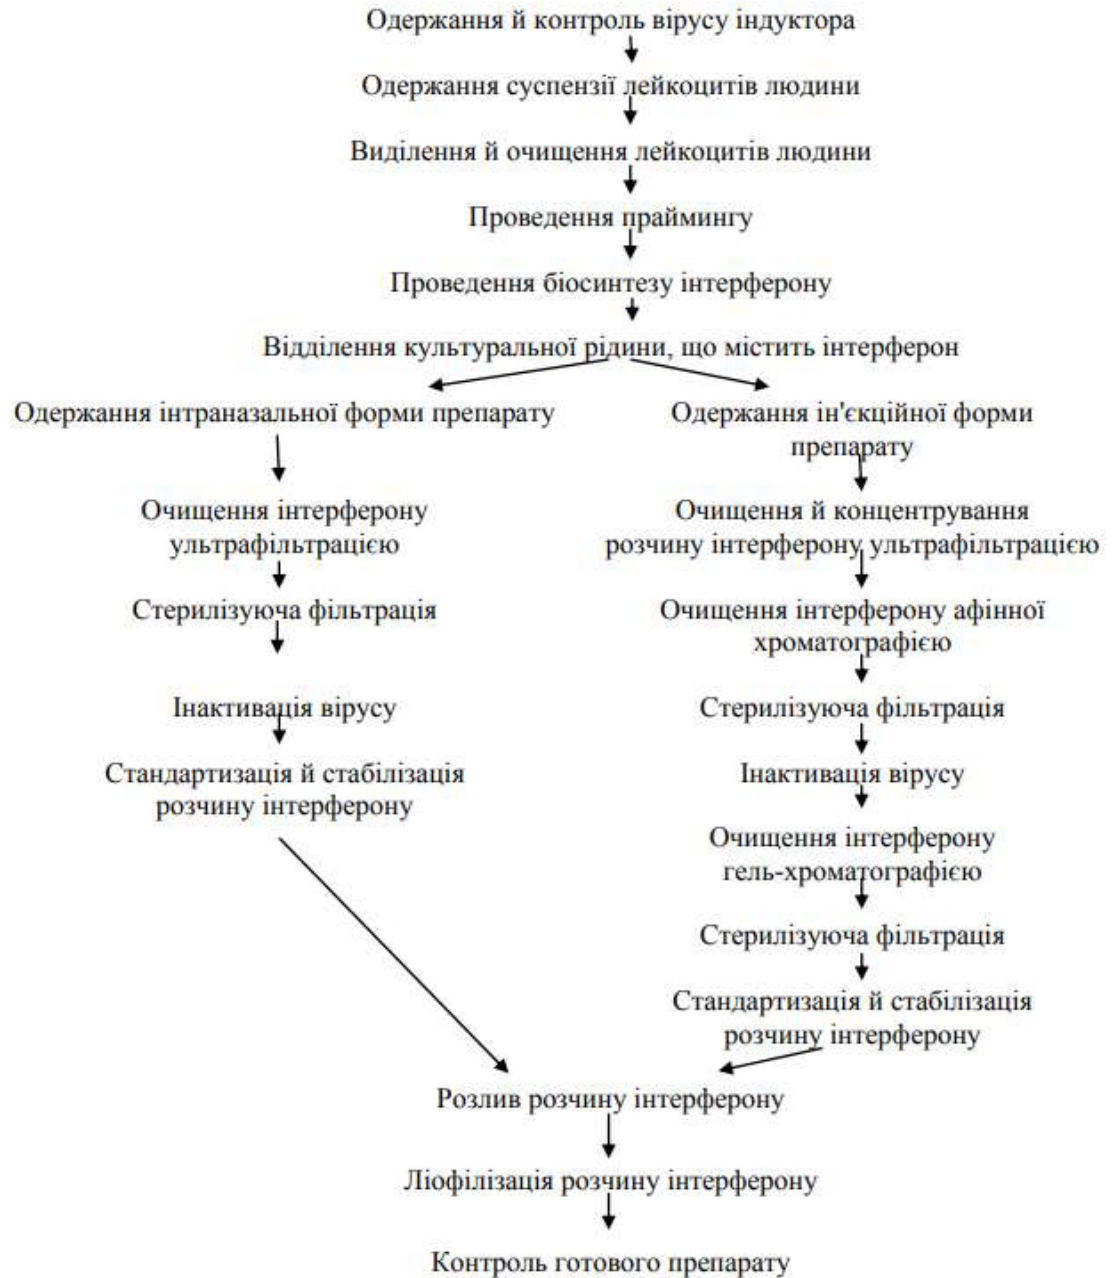 Одержання й контроль вірусу індуктора
Одержання суспензії лейкоцитів людини
Виділення й очищення лейкоцитів людини
Проведення праймингу
Проведення біосинтезу інтерферону
Відділення культуральної рідини, що містить інтерферон
Одержання інтраназальної форми препарату
Очищення інтерферону
ультрафільтрацією
Стерилізуюча фільтрація
Інактивація вірусу
Стандартизація й стабілізація
розчину інтерферону
Одержання ін'єкційної форми
препарату
Очищення й концентрування
розчину інтерферону ультрафільтрацією
Очищення інтерферону афінної
хроматографією
Стерилізуюча фільтрація
Інактивація вірусу
Очищення інтерферону
гель-хроматографією
Стерилізуюча фільтрація
Стандартизація й стабілізація
розчину інтерферону
Розлив розчину інтерферону
Ліофілізація розчину інтерферону
Контроль готового препарату